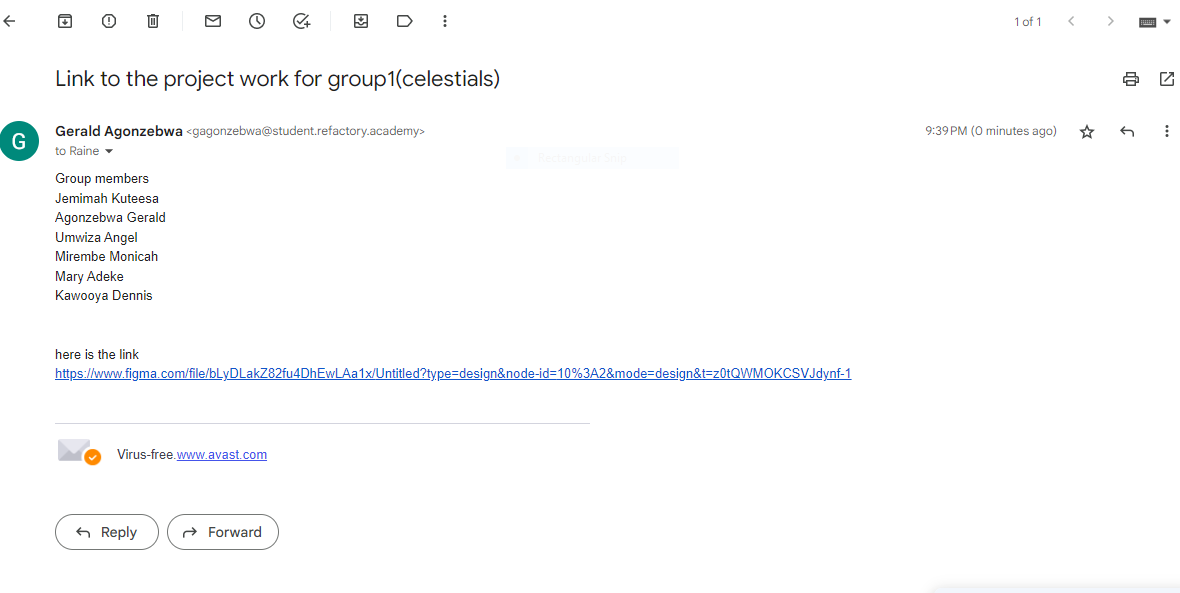 1 of 1
Link to the project work for group1(celestials)
G
Gerald Agonzebwa <gagonzebwa@student.refactory.academy>
9:39 PM (0 minutes ago)
to Raine
Rectangular Snip
Group members
Jemimah Kuteesa
Agonzebwa Gerald
Umwiza Angel
Mirembe Monicah
Mary Adeke
Kawooya Dennis
here is the link
https://www.figma.com/file/bLyDLakZ82fu4DhEwLAa1x/Untitled?type=design&node-id=10%3A2&mode=design&t=z0tQWMOKCSVJdynf-1
Virus-free.www.avast.com
Reply
Forward